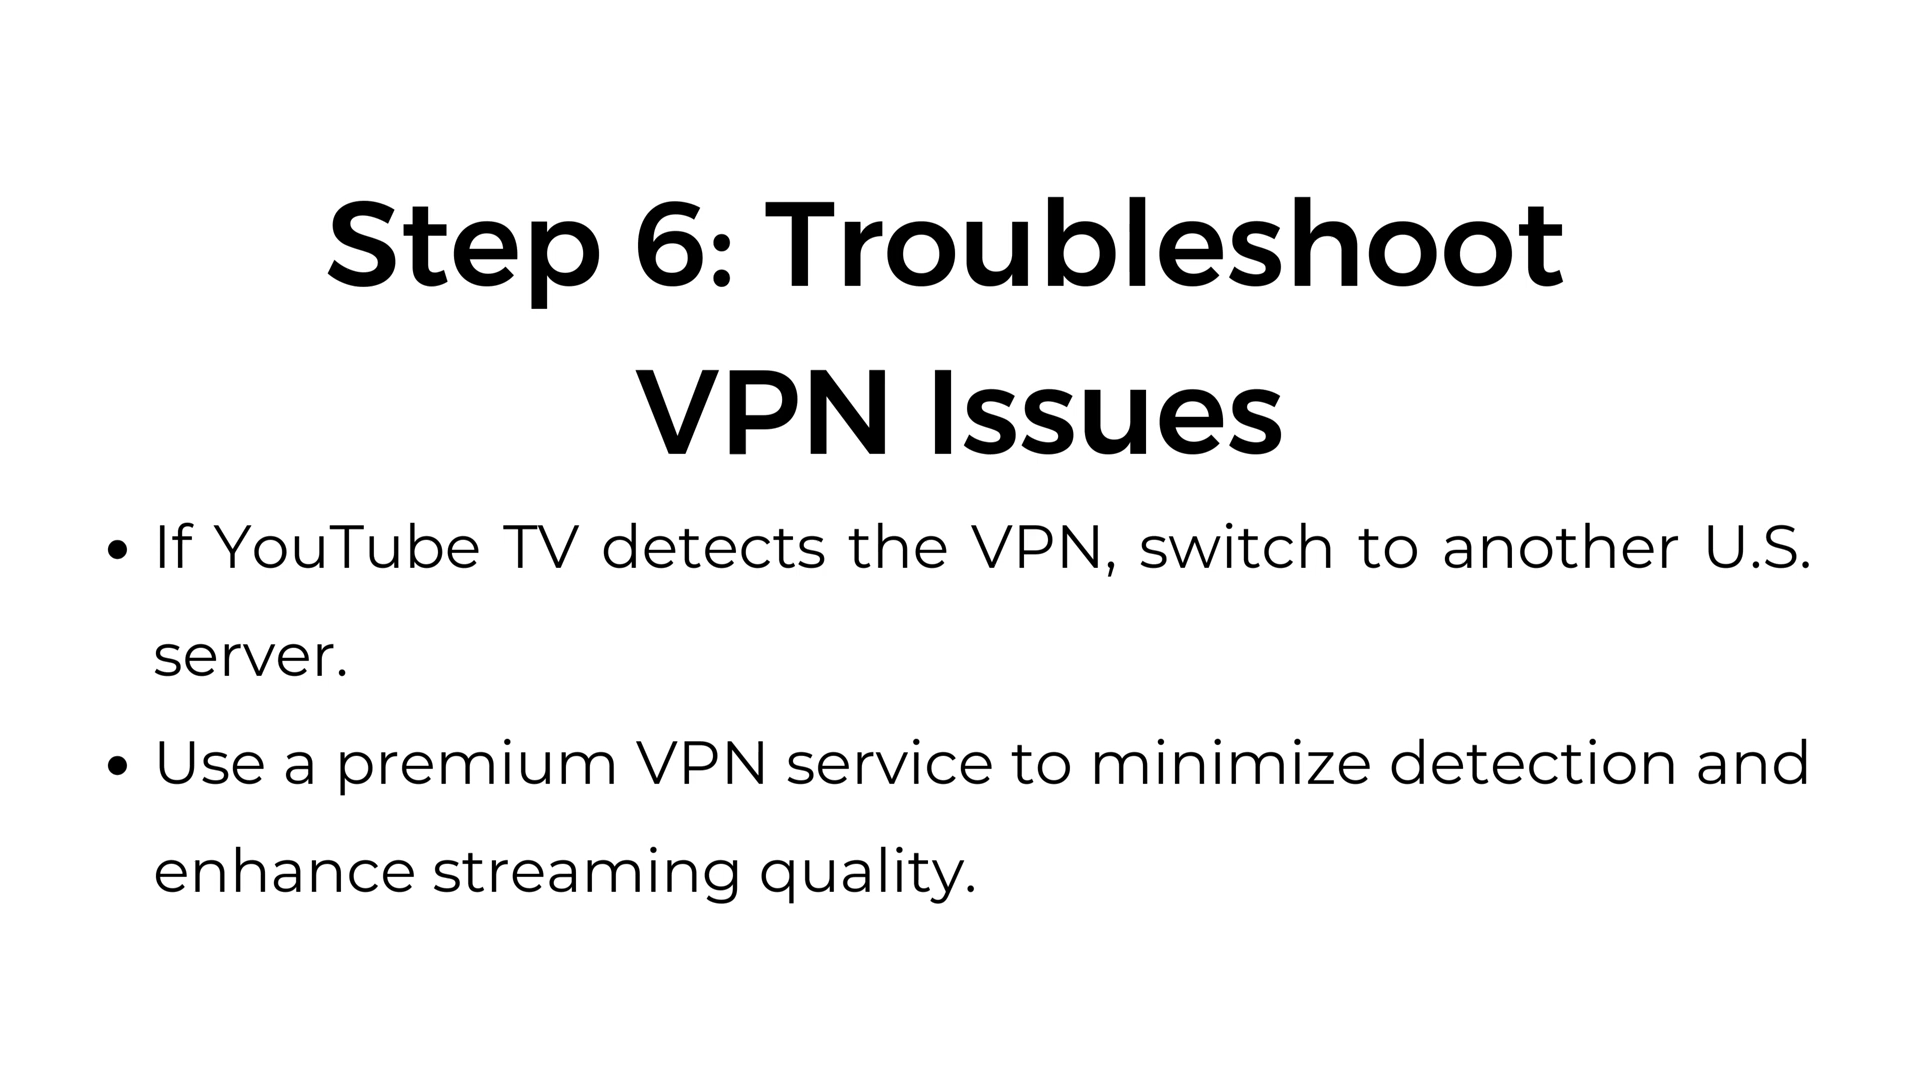 Step 6: Troubleshoot
VPN Issues
• If YouTube TV detects the VPN, switch to another U.S.
server.
• Use a premium VPN service to minimize detection and
enhance streaming quality.